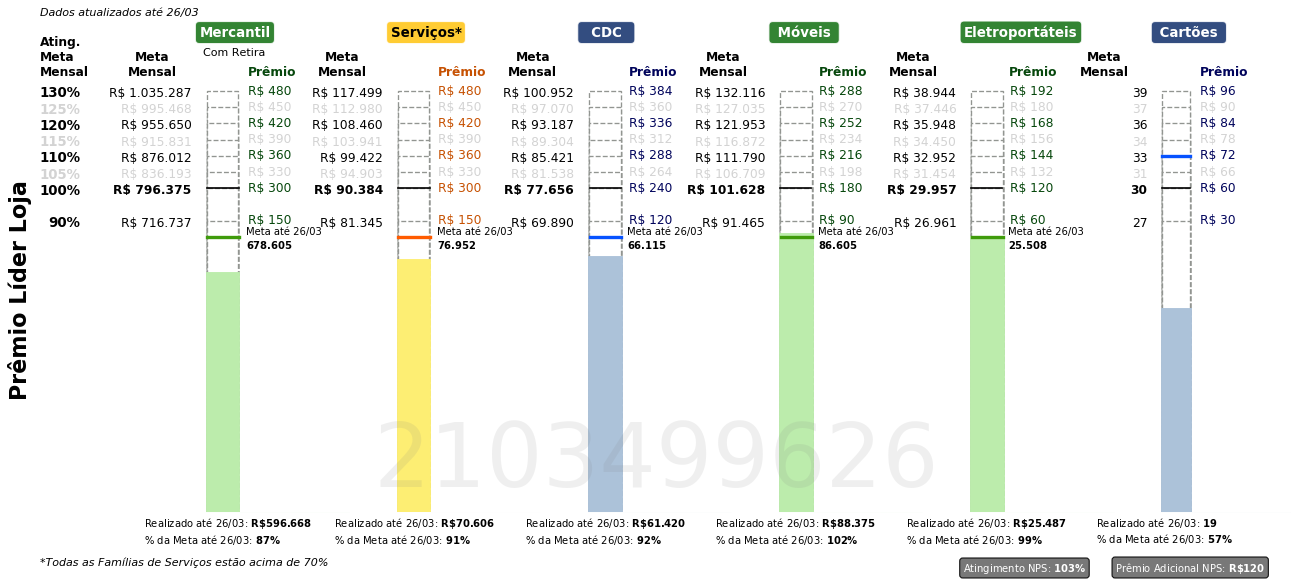 Dados atualizados até 26/03
Mercantil Serviços* CDC Móveis Eletroportáteis Cartões
Com Retira
Ating. Meta Mensal
Meta Mensal Prêmio Meta Mensal Prêmio Meta Mensal Prêmio Meta Mensal Prêmio Meta Mensal Prêmio Meta Mensal Prêmio
130% R$ 1.035.287 R$ 480 R$ 117.499 R$ 480 R$ 100.952 R$ 384 R$ 132.116 R$ 288 R$ 38.944 R$ 192 39 R$ 96
125% R$ 995.468 R$ 450 R$ 112.980 R$ 450 R$ 97.070 R$ 360 R$ 127.035 R$ 270 R$ 37.446 R$ 180 37 R$ 90
120% R$ 955.650 R$ 420 R$ 108.460 R$ 420 R$ 93.187 R$ 336 R$ 121.953 R$ 252 R$ 35.948 R$ 168 36 R$ 84
115% R$ 915.831 R$ 390 R$ 103.941 R$ 390 R$ 89.304 R$ 312 R$ 116.872 R$ 234 R$ 34.450 R$ 156 34 R$ 78
110% R$ 876.012 R$ 360 R$ 99.422 R$ 360 R$ 85.421 R$ 288 R$ 111.790 R$ 216 R$ 32.952 R$ 144 33 R$ 72
105% R$ 836.193 R$ 330 R$ 94.903 R$ 330 R$ 81.538 R$ 264 R$ 106.709 R$ 198 R$ 31.454 R$ 132 31 R$ 66
100% R$ 796.375 R$ 300 R$ 90.384 R$ 300 R$ 77.656 R$ 240 R$ 101.628 R$ 180 R$ 29.957 R$ 120 30 R$ 60
90% R$ 716.737 R$ 150 R$ 81.345 R$ 150 R$ 69.890 R$ 120 R$ 91.465 R$ 90 R$ 26.961 R$ 60 27 R$ 30
Meta até 26/03 Meta até 26/03 Meta até 26/03 Meta até 26/03 Meta até 26/03
678.605 76.952 66.115 86.605 25.508
Prêmio Líder Loja
2103499626
Realizado até 26/03: R$596.668 Realizado até 26/03: R$70.606 Realizado até 26/03: R$61.420 Realizado até 26/03: R$88.375 Realizado até 26/03: R$25.487 Realizado até 26/03: 19
% da Meta até 26/03: 87% % da Meta até 26/03: 91% % da Meta até 26/03: 92% % da Meta até 26/03: 102% % da Meta até 26/03: 99% % da Meta até 26/03: 57%
*Todas as Famílias de Serviços estão acima de 70%
Atingimento NPS: 103% Prêmio Adicional NPS: R$120